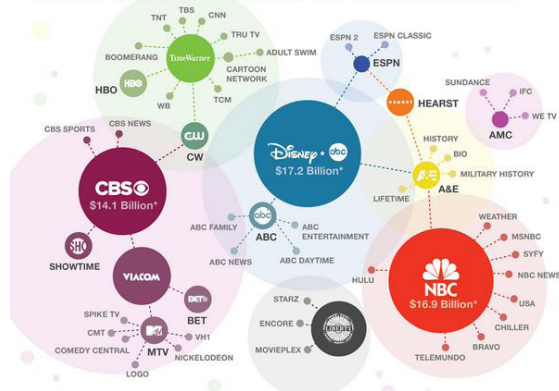 TNT
TBS
CNN
TRU TV
BOOMERANG
TimeWarner
ADULT SWIM
CARTOON
NETWORK
HBO
HBO
WB
TCM
CW
CW
ESPN 2
ESPN CLASSIC
ESPN
HEARST
HEARST
SUNDANCE
IFC
WE TV
AMC
CBS SPORTS
CBS NEWS
CBS
$14.1 Billion*
Disney • abc
$17.2 Billion*
HISTORY
BIO
MILITARY HISTORY
A&E
A&E
LIFETIME
ABC FAMILY
abc
ABC
ABC
ENTERTAINMENT
ABC NEWS
ABC DAYTIME
SHO
SHOWTIME
VIACOM
BET
BET
SPIKE TV
CMT
COMEDY CENTRAL
MTV
VH1
NICKELODEON
LOGO
STARZ
ENCORE
MOVIEPLEX
LIBERTY
HULU
NBC
$16.9 Billion*
WEATHER
MSNBC
SYFY
NBC NEWS
USA
CHILLER
BRAVO
TELEMUNDO